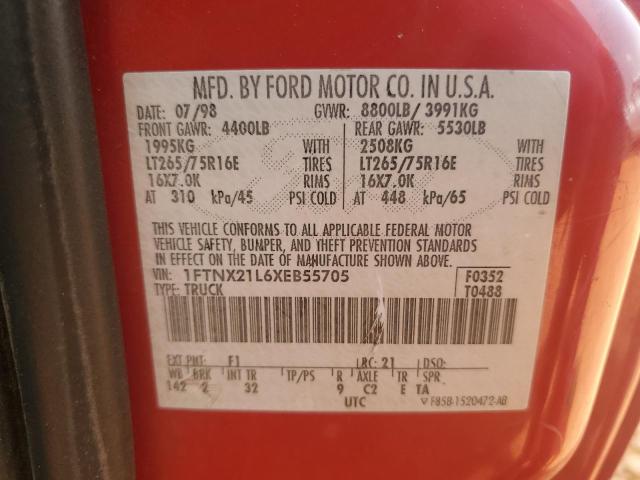 MFD. BY FORD MOTOR CO. IN U.S.A.
DATE: 07/98 GVWR: 8800LB/ 3991KG
FRONT GAWR: 4400LB REAR GAWR: 5530LB
1995KG WITH 2508KG WITH
LT265/75R16E TIRES LT265/75R16E TIRES
16X7.0K RIMS 16X7.0K RIMS
AT 310 kPa/45 PSI COLD AT 448 kPa/65 PSI COLD
THIS VEHICLE CONFORMS TO ALL APPLICABLE FEDERAL MOTOR
VEHICLE SAFETY, BUMPER, AND THEFT PREVENTION STANDARDS
IN EFFECT ON THE DATE OF MANUFACTURE SHOWN ABOVE.
VIN: 1FTNX21L6XEB55705 F0352
TYPE: TRUCK T0488
EXT PNT: F1 LRC: 21 DSO:
WB BRK INT TR TP/PS R AXLE TR SPR
142 2 32 9 C2 E TA
UTC F85B-1520472-AB